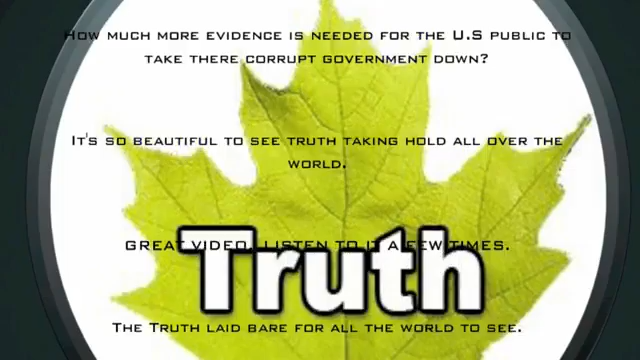 How much more evidence is needed for the U.S public to
take there corrupt government down?
It's so beautiful to see truth taking hold all over the
world.
GREAT VIDEO, LISTEN TO IT A FEW TIMES.
Truth
The Truth laid bare for all the world to see.